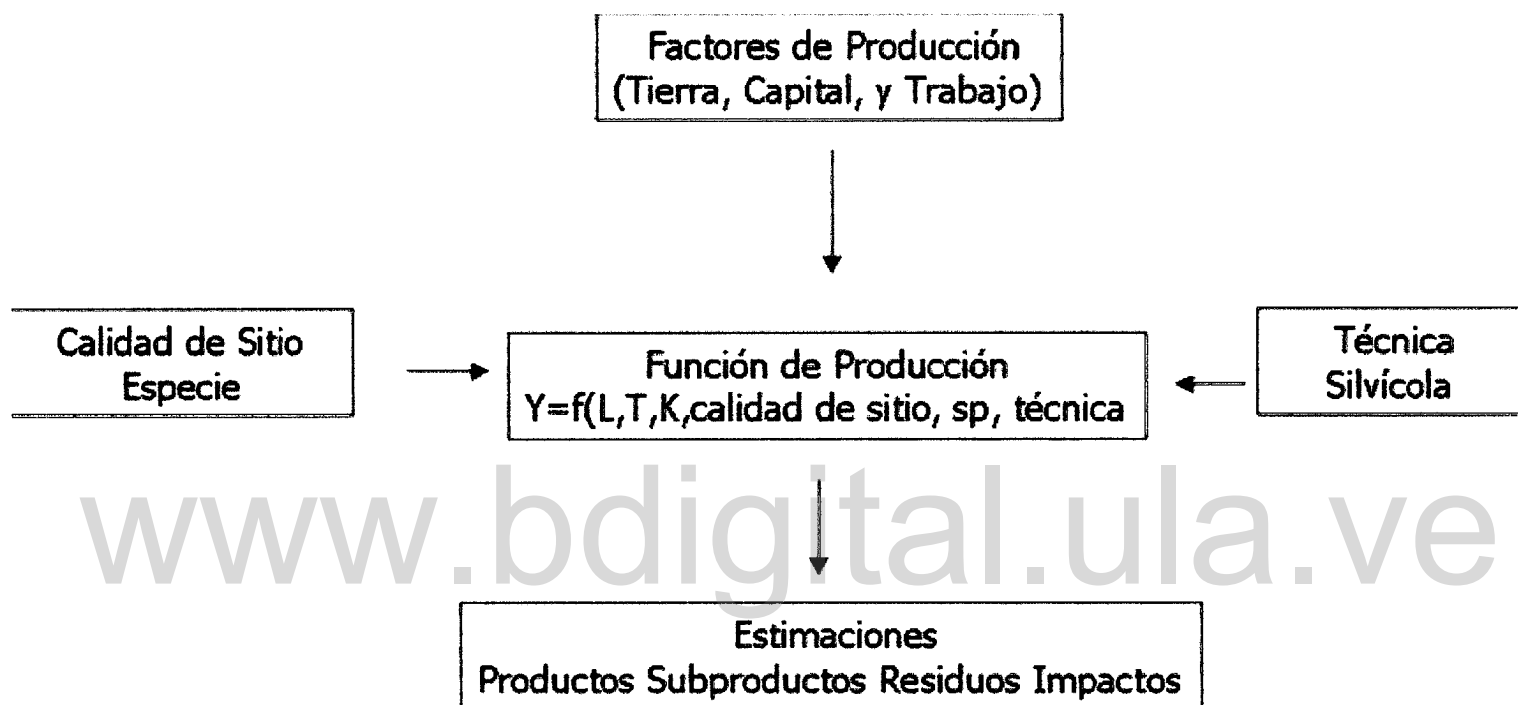 Factores de Producción
(Tierra, Capital, y Trabajo)
Calidad de Sitio
Especie
Función de Producción
Y=f(L,T,K,calidad de sitio, sp, técnica
Técnica
Silvícola
www.bdigital.ula.ve
Estimaciones
Productos Subproductos Residuos Impactos